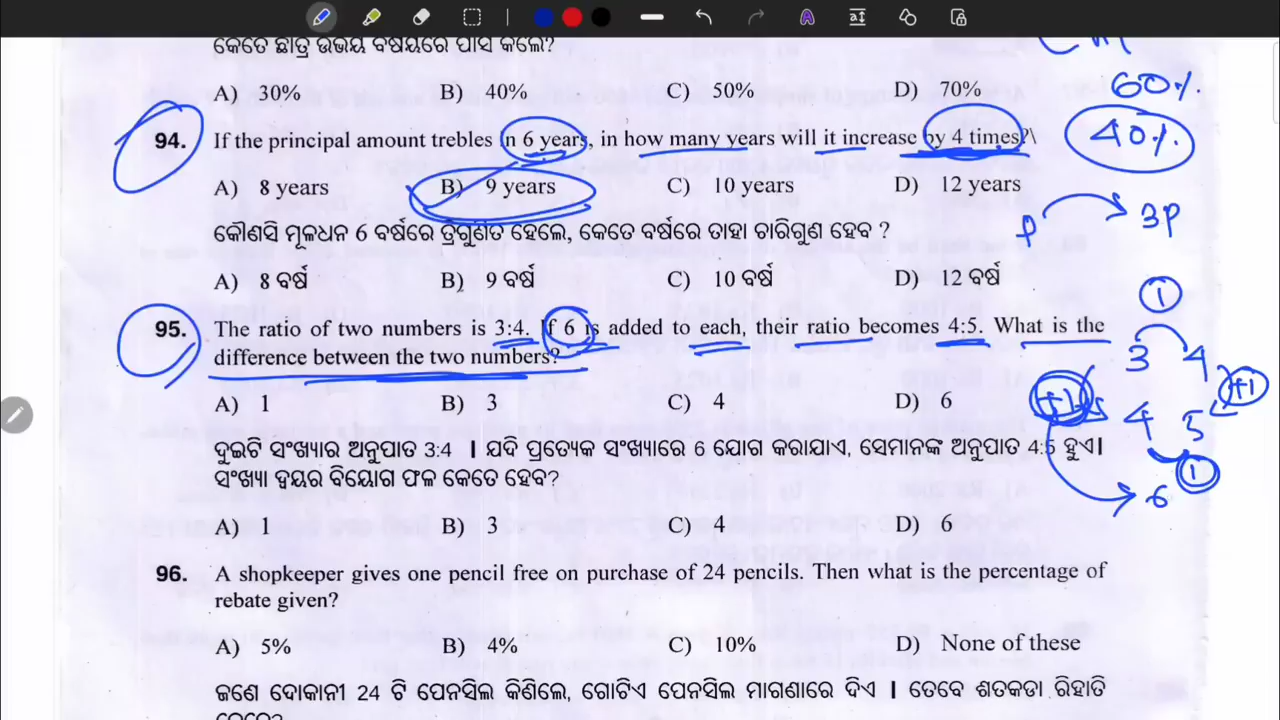 କେତେ ଛାତ୍ର ଉଭୟ ବିଷୟରେ ପାସ କଲେ?
60%
A) 30% B) 40% C) 50% D) 70%
40%
94. If the principal amount trebles in 6 years, in how many years will it increase by 4 times?\
A) 8 years B) 9 years C) 10 years D) 12 years
P 3P
କୌଣସି ମୂଳଧନ 6 ବର୍ଷରେ ତ୍ରିଗୁଣିତ ହେଲେ, କେତେ ବର୍ଷରେ ତାହା ଚାରିଗୁଣ ହେବ ?
A) 8 ବର୍ଷ B) 9 ବର୍ଷ C) 10 ବର୍ଷ D) 12 ବର୍ଷ
1
95. The ratio of two numbers is 3:4. If 6 is added to each, their ratio becomes 4:5. What is the
difference between the two numbers?
3 4
+1 +1
A) 1 B) 3 C) 4 D) 6
4 5
ଦୁଇଟି ସଂଖ୍ୟାର ଅନୁପାତ 3:4 । ଯଦି ପ୍ରତ୍ୟେକ ସଂଖ୍ୟାରେ 6 ଯୋଗ କରାଯାଏ, ସେମାନଙ୍କ ଅନୁପାତ 4:5 ହୁଏ।
ସଂଖ୍ୟା ଦ୍ୱୟର ବିୟୋଗ ଫଳ କେତେ ହେବ?
1
6
A) 1 B) 3 C) 4 D) 6
96. A shopkeeper gives one pencil free on purchase of 24 pencils. Then what is the percentage of
rebate given?
A) 5% B) 4% C) 10% D) None of these
ଜଣେ ଦୋକାନୀ 24 ଟି ପେନସିଲ କିଣିଲେ, ଗୋଟିଏ ପେନସିଲ ମାଗଣାରେ ଦିଏ । ତେବେ ଶତକଡା ରିହାତି